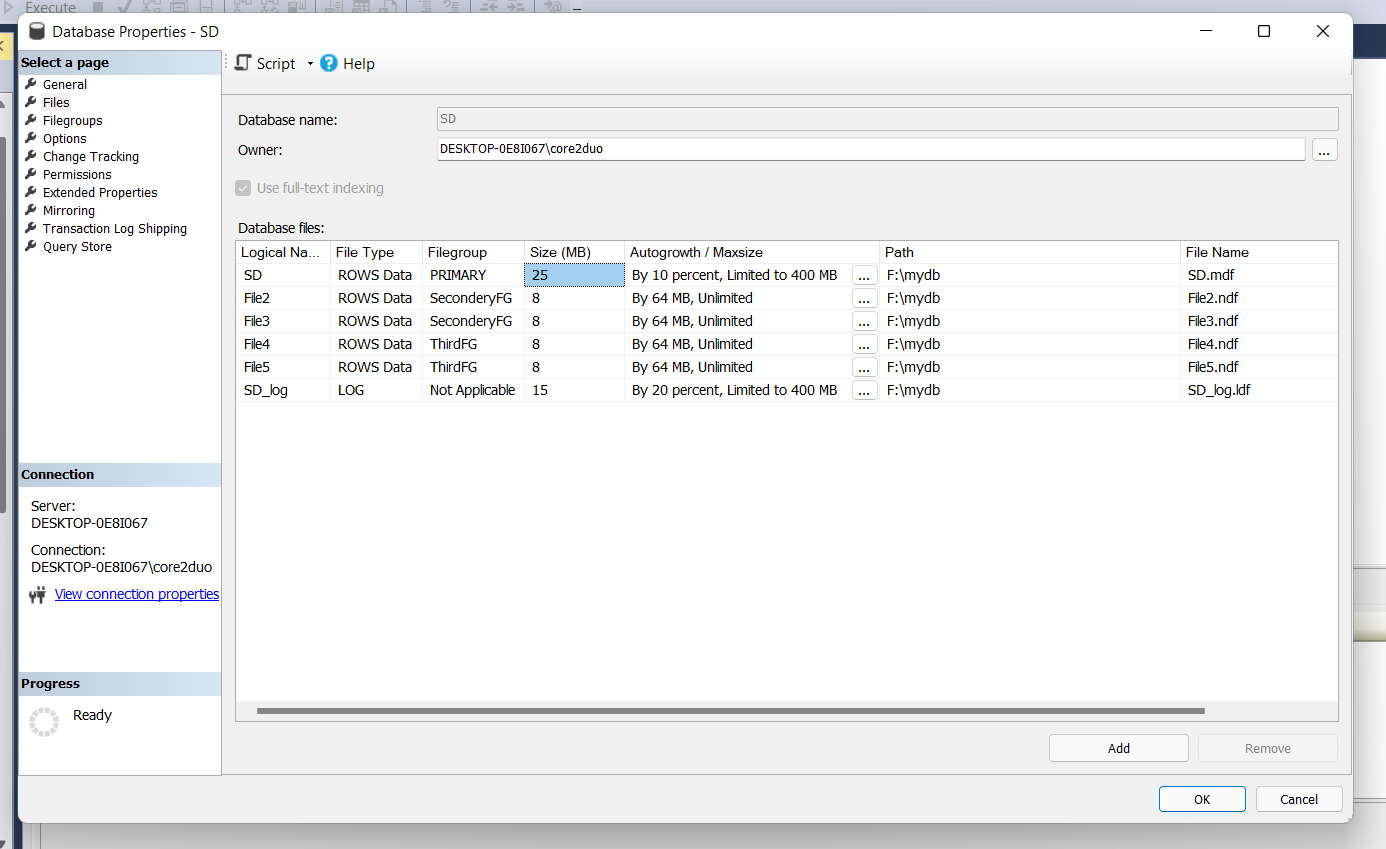 Execute
Database Properties - SD
Select a page
General
Files
Filegroups
Options
Change Tracking
Permissions
Extended Properties
Mirroring
Transaction Log Shipping
Query Store
Connection
Server:
DESKTOP-0E8I067
Connection:
DESKTOP-0E8I067\core2duo
View connection properties
Progress
Ready
Script ? Help
Database name: SD
Owner: DESKTOP-0E8I067\core2duo ...
Use full-text indexing
Database files:
Logical Na... File Type Filegroup Size (MB) Autogrowth / Maxsize Path File Name
SD ROWS Data PRIMARY 25 By 10 percent, Limited to 400 MB ... F:\mydb SD.mdf
File2 ROWS Data SeconderyFG 8 By 64 MB, Unlimited ... F:\mydb File2.ndf
File3 ROWS Data SeconderyFG 8 By 64 MB, Unlimited ... F:\mydb File3.ndf
File4 ROWS Data ThirdFG 8 By 64 MB, Unlimited ... F:\mydb File4.ndf
File5 ROWS Data ThirdFG 8 By 64 MB, Unlimited ... F:\mydb File5.ndf
SD_log LOG Not Applicable 15 By 20 percent, Limited to 400 MB ... F:\mydb SD_log.ldf
Add Remove
OK Cancel